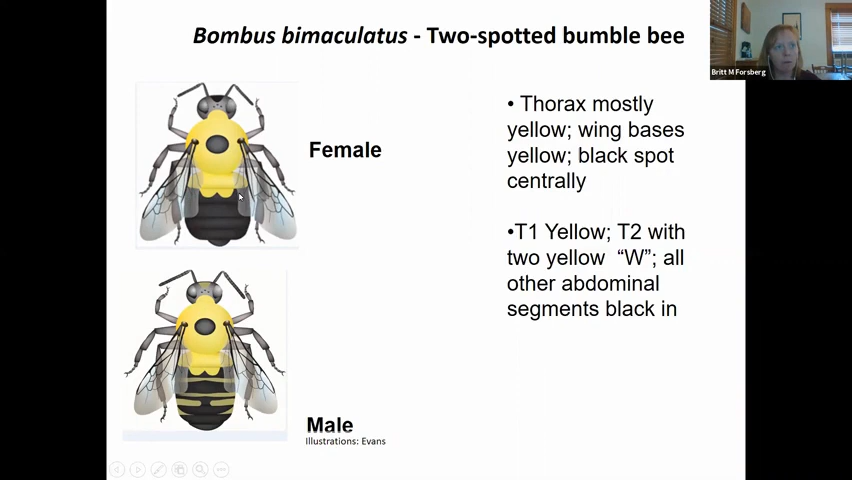 Bombus bimaculatus - Two-spotted bumble bee
Britt M Forsberg
Female
• Thorax mostly
yellow; wing bases
yellow; black spot
centrally
•T1 Yellow; T2 with
two yellow “W”; all
other abdominal
segments black in
Male
Illustrations: Evans